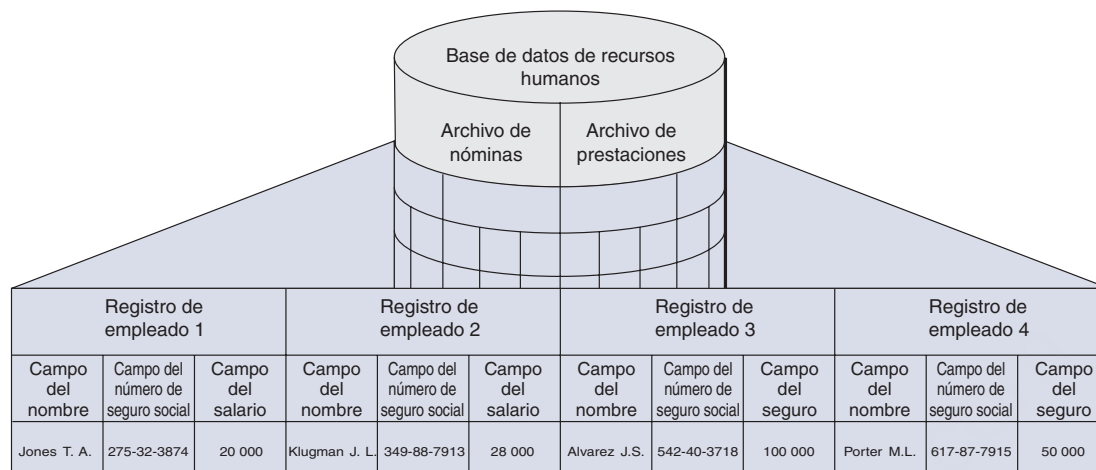 Base de datos de recursos
humanos
Archivo de
nóminas
Archivo de
prestaciones
Registro de
empleado 1
Registro de
empleado 2
Registro de
empleado 3
Registro de
empleado 4
Campo
del
nombre
Campo del
número de
seguro social
Campo
del
salario
Campo
del
nombre
Campo del
número de
seguro social
Campo
del
salario
Campo
del
nombre
Campo del
número de
seguro social
Campo
del
seguro
Campo
del
nombre
Campo del
número de
seguro social
Campo
del
seguro
Jones T. A.
275-32-3874
20 000
Klugman J. L.
349-88-7913
28 000
Alvarez J.S.
542-40-3718
100 000
Porter M.L.
617-87-7915
50 000